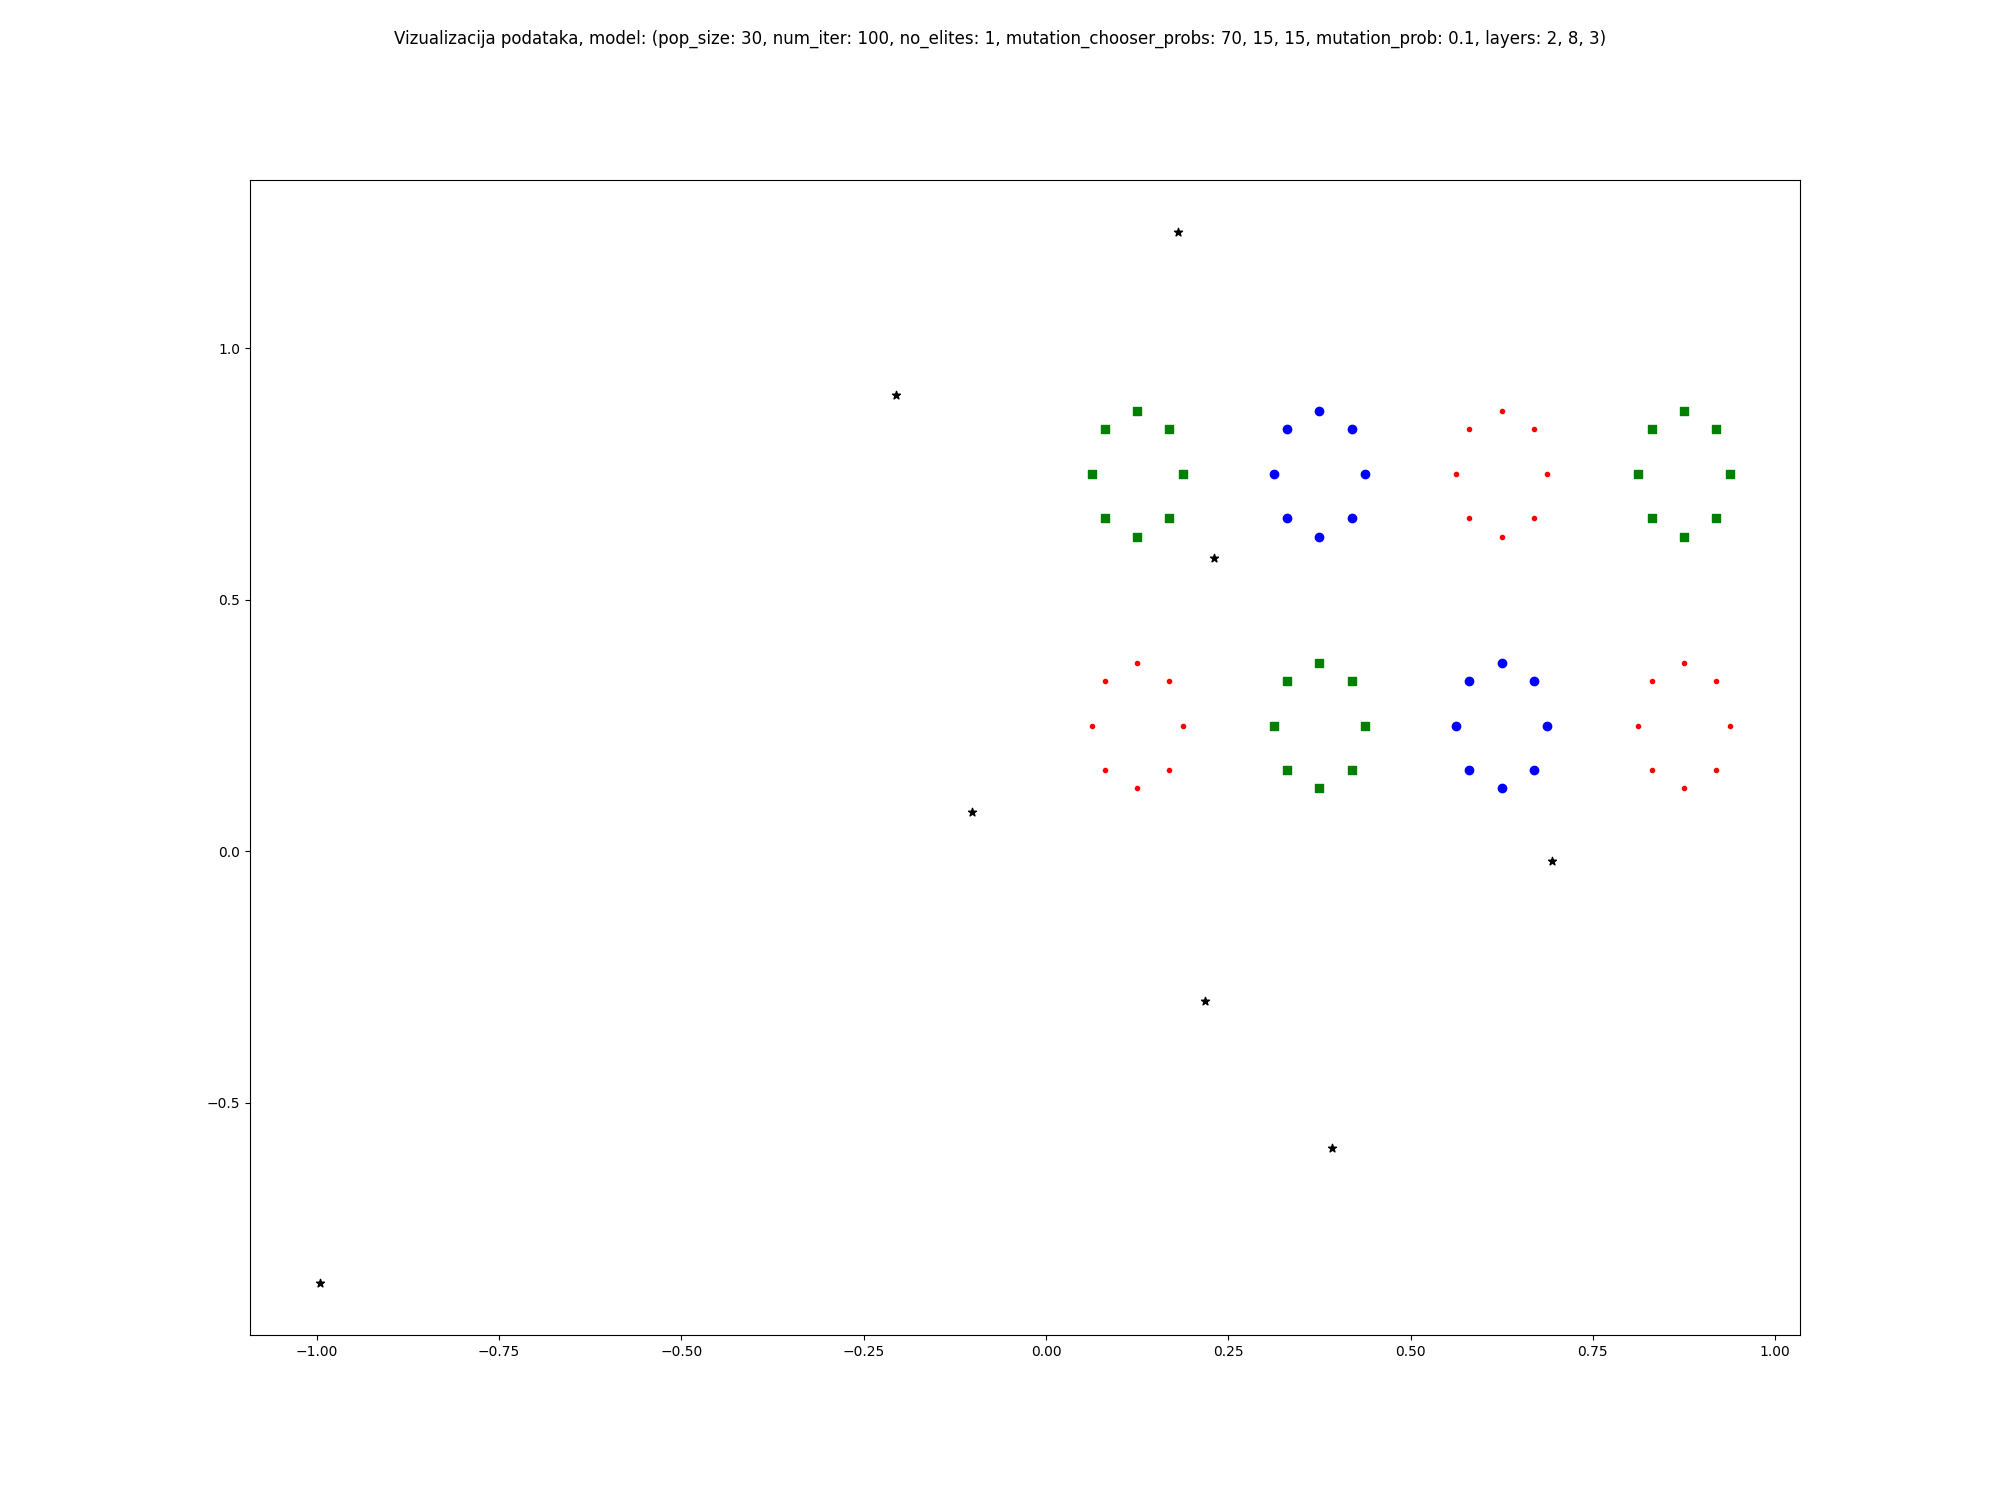 Vizualizacija podataka, model: (pop_size: 30, num_iter: 100, no_elites: 1, mutation_chooser_probs: 70, 15, 15, mutation_prob: 0.1, layers: 2, 8, 3)
1.0
0.5
0.0
−0.5
−1.00 −0.75 −0.50 −0.25 0.00 0.25 0.50 0.75 1.00